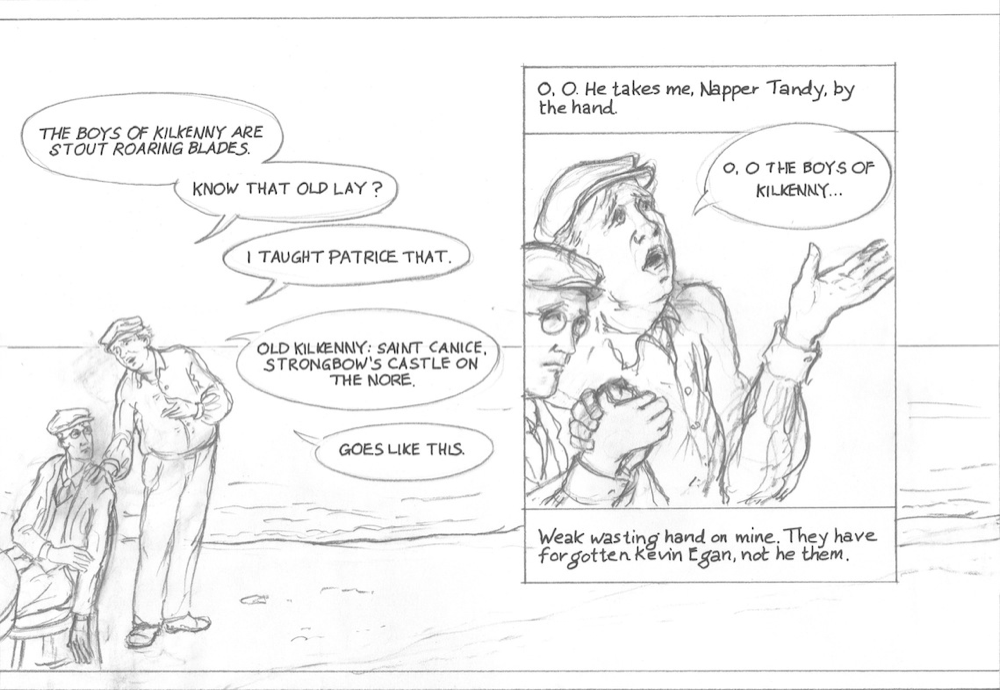 THE BOYS OF KILKENNY ARE
STOUT ROARING BLADES.
KNOW THAT OLD LAY?
I TAUGHT PATRICE THAT.
OLD KILKENNY: SAINT CANICE,
STRONGBOW'S CASTLE ON
THE NORE.
GOES LIKE THIS.
O, O. He takes me, Napper Tandy, by
the hand.
O, O THE BOYS OF
KILKENNY...
Weak wasting hand on mine. They have
forgotten Kevin Egan, not he them.